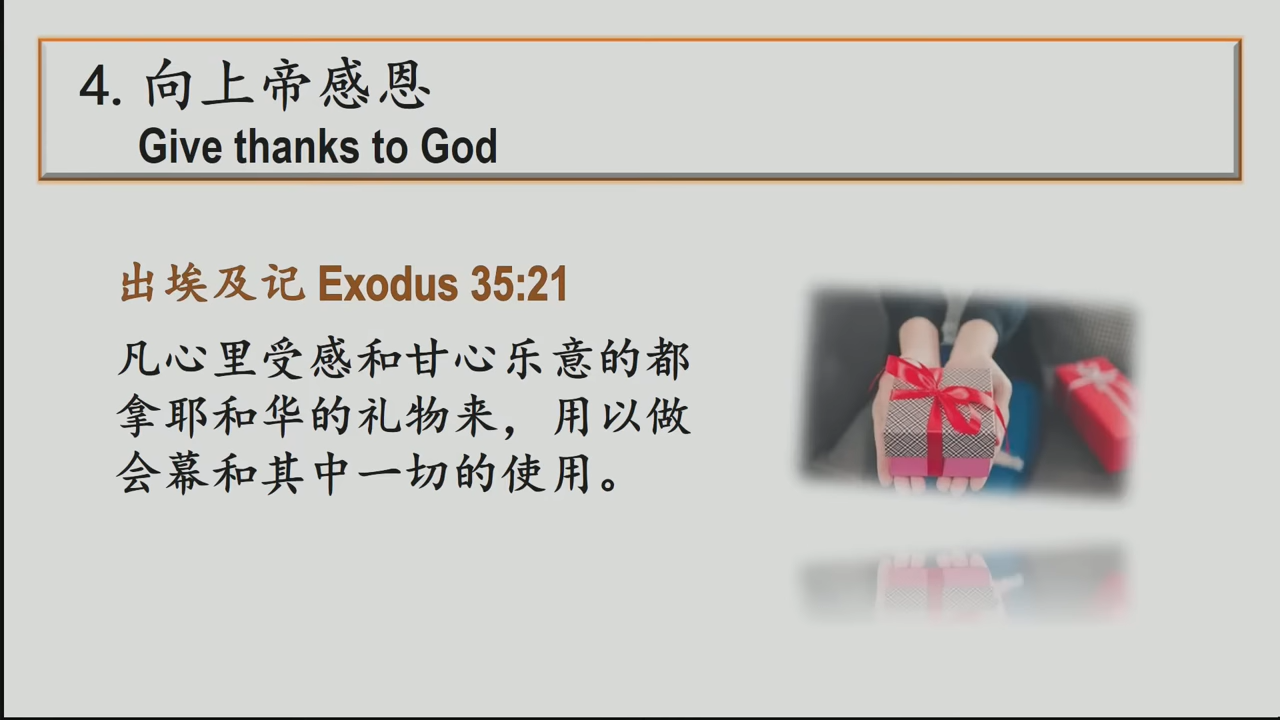 4. 向上帝感恩
Give thanks to God
出埃及记 Exodus 35:21
凡心里受感和甘心乐意的都
拿耶和华的礼物来，用以做
会幕和其中一切的使用。